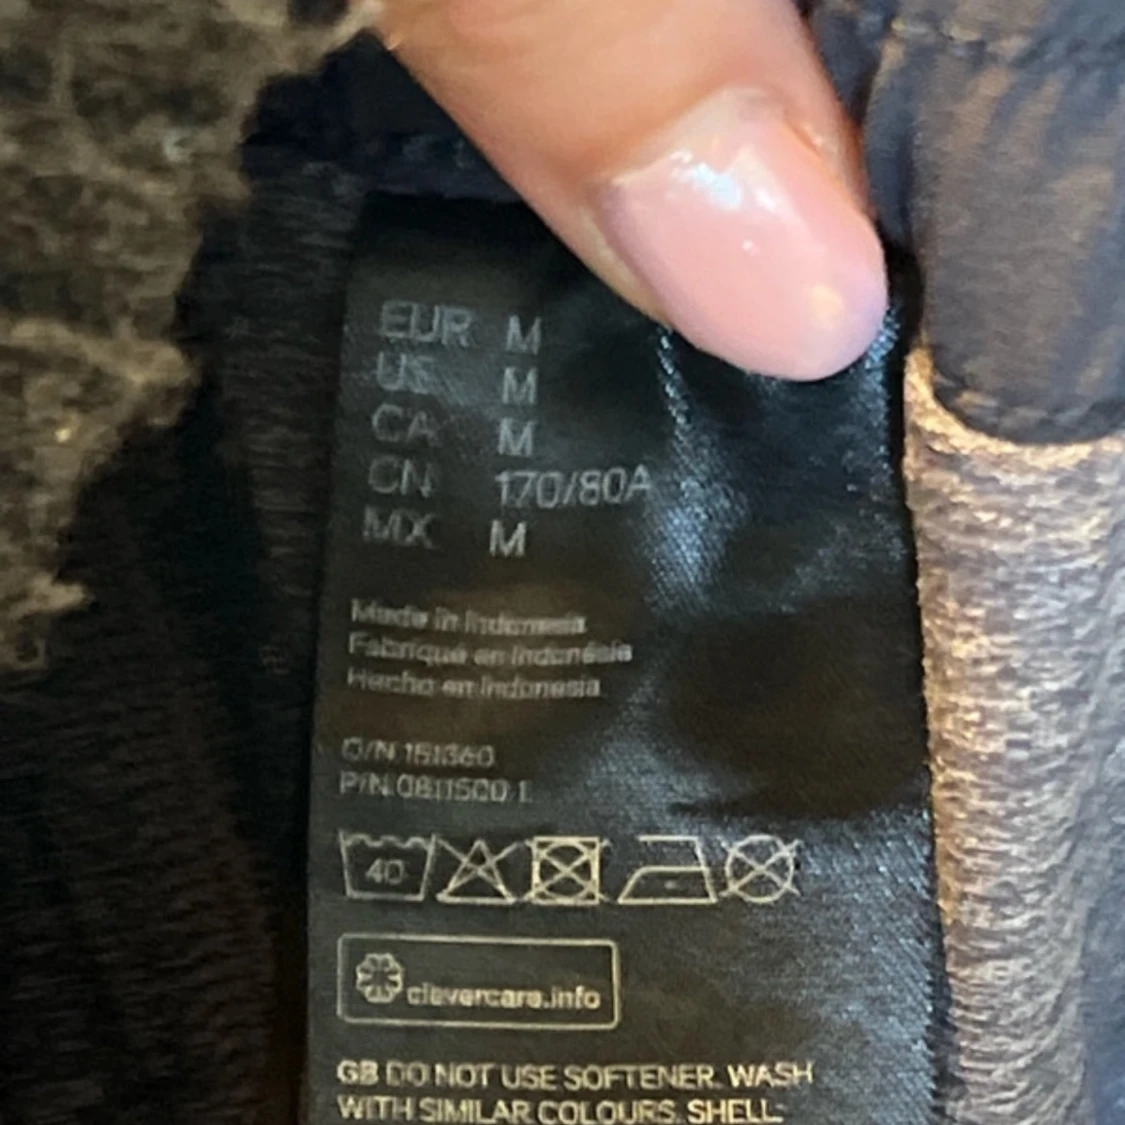 EUR M
US M
CA M
CN 170/80A
MX M
Made in Indonesia
Fabriqué en Indonésie
Hecho en Indonesia
O/N 151360
P/N 0811500 1
40
clevercare.info
GB DO NOT USE SOFTENER. WASH
WITH SIMILAR COLOURS. SHELL: